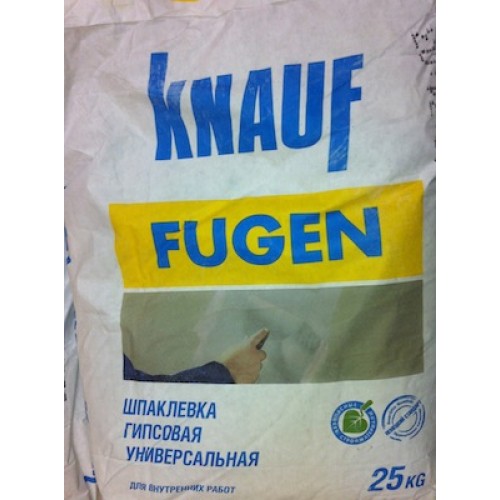 KNAUF
FUGEN
ШПАКЛЕВКА
ГИПСОВАЯ
УНИВЕРСАЛЬНАЯ
ДЛЯ ВНУТРЕННИХ РАБОТ
25 KG